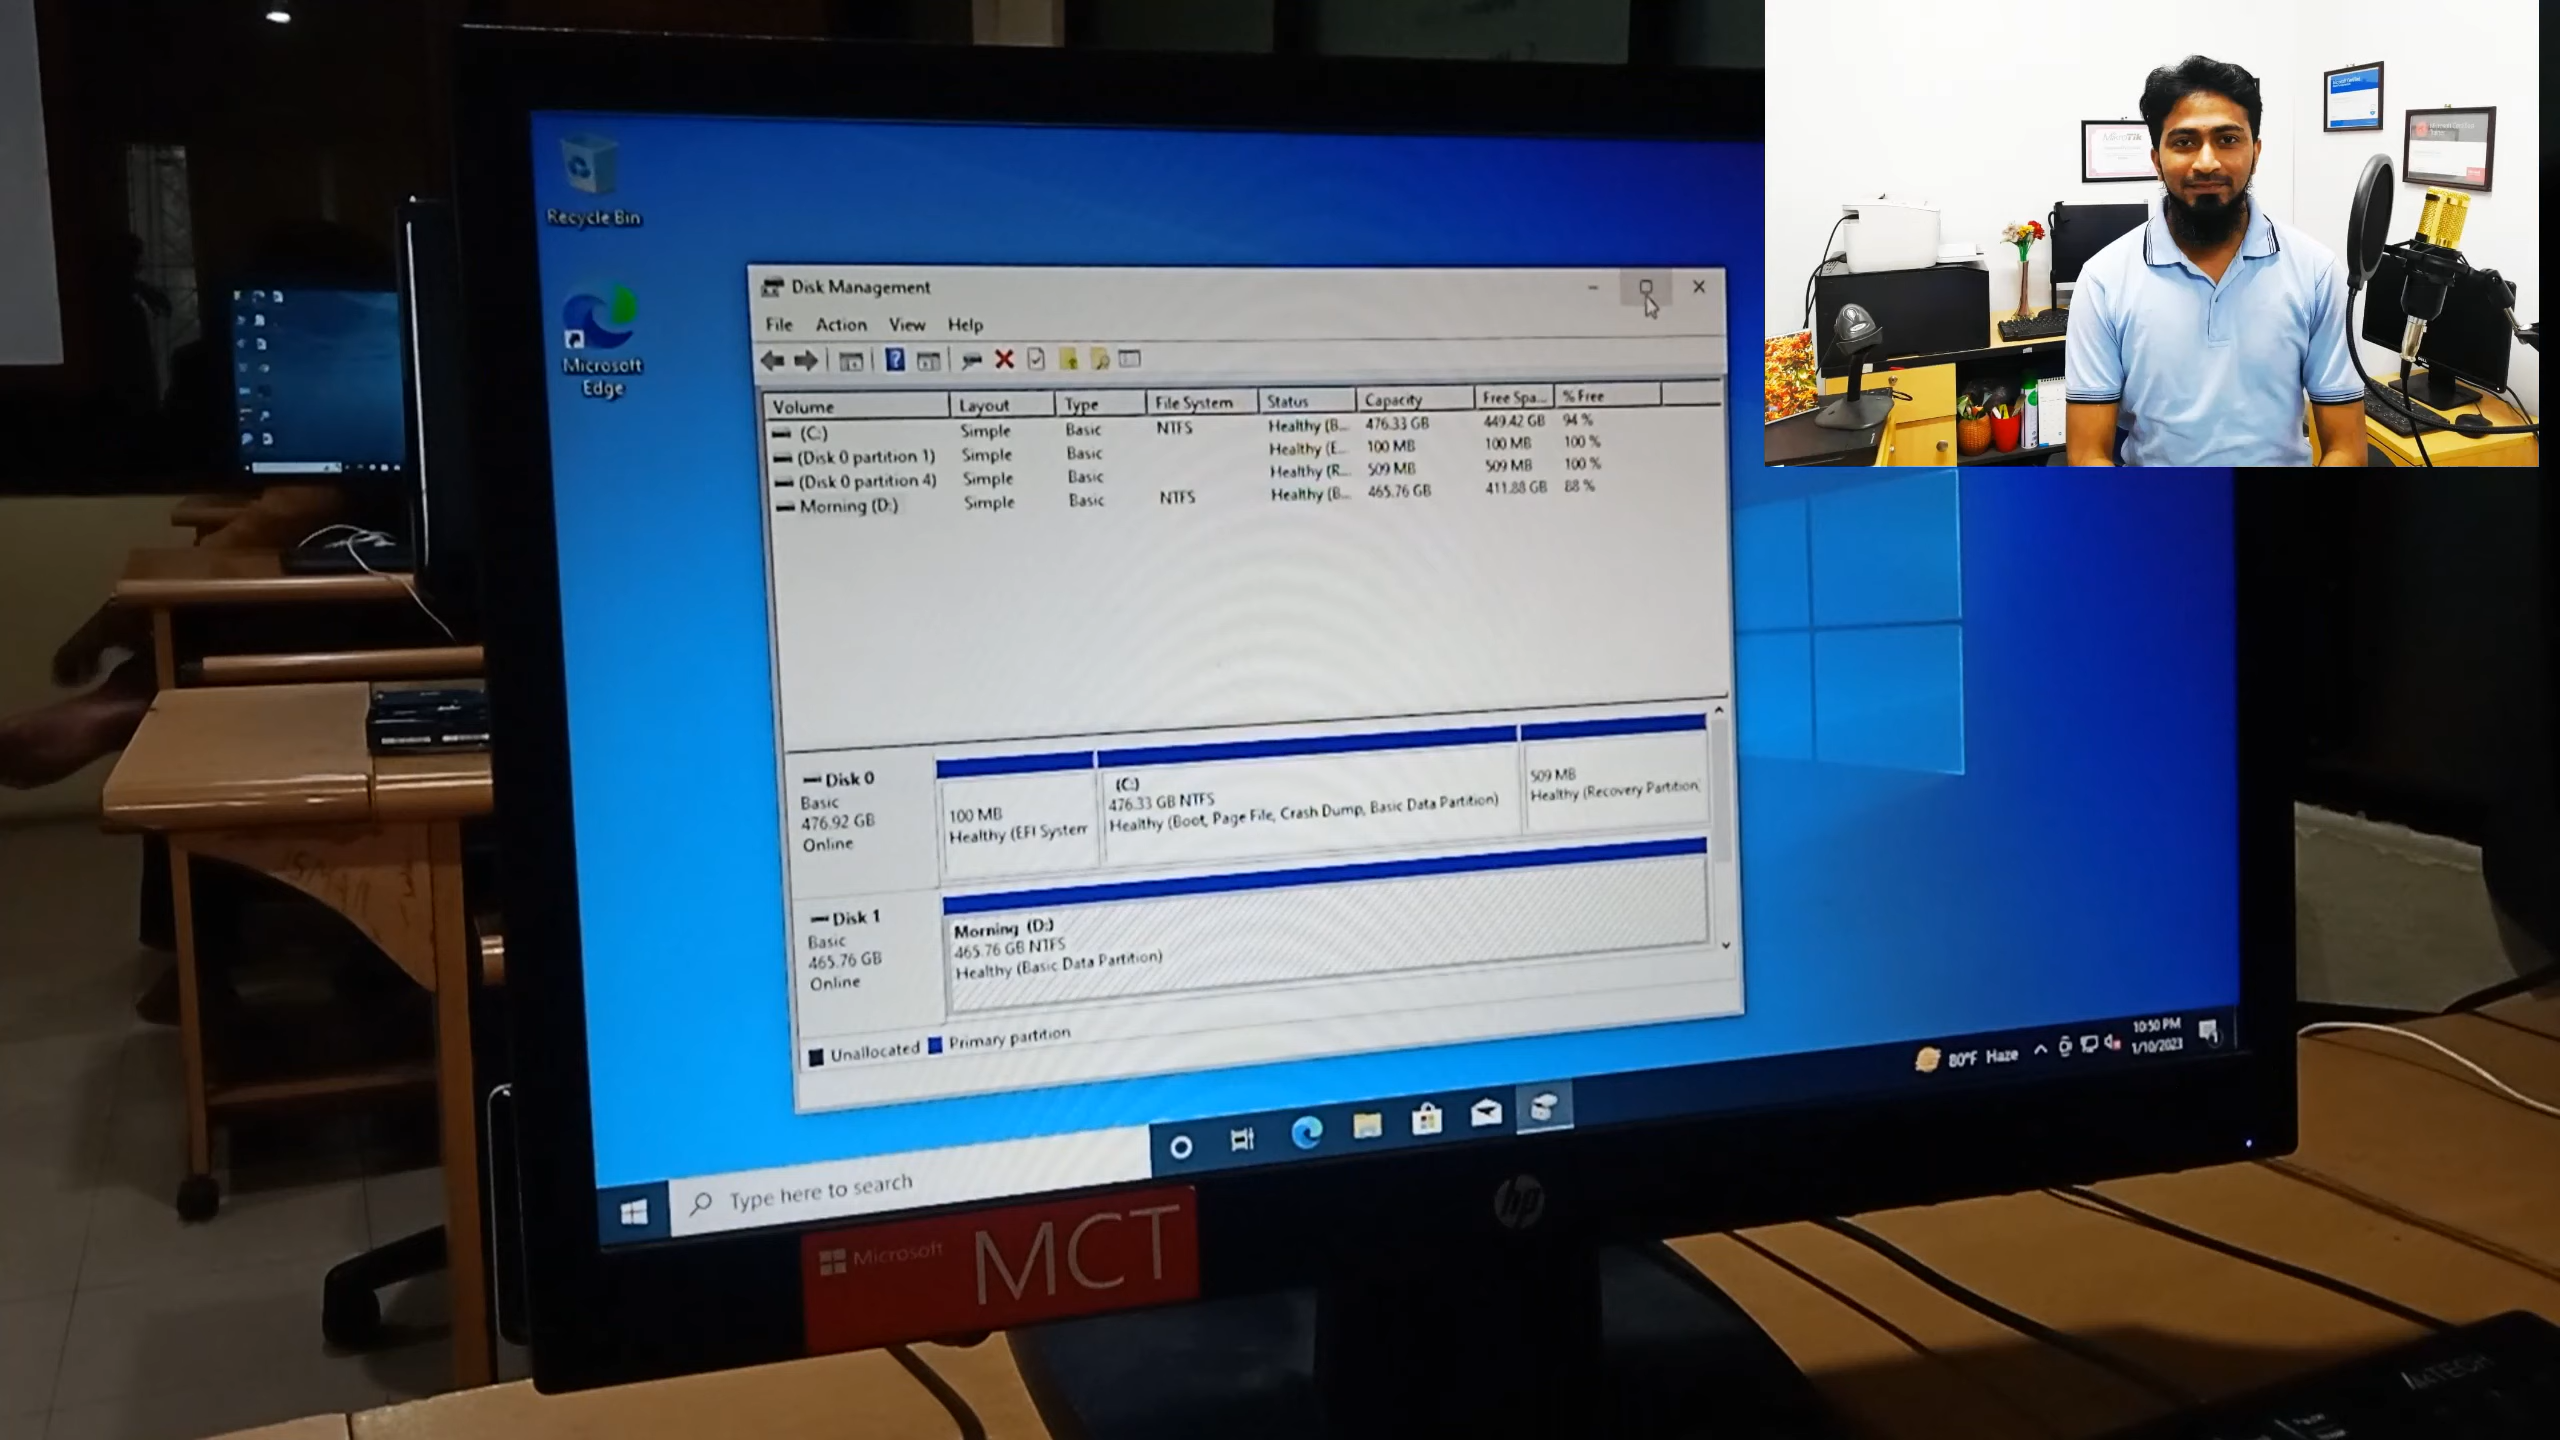 Recycle Bin
Microsoft
Edge
Disk Management
File Action View Help
Volume Layout Type File System Status Capacity Free Spa... % Free
(C:) Simple Basic NTFS Healthy (B... 476.33 GB 449.42 GB 94 %
(Disk 0 partition 1) Simple Basic Healthy (E... 100 MB 100 MB 100 %
(Disk 0 partition 4) Simple Basic Healthy (R... 509 MB 509 MB 100 %
Morning (D:) Simple Basic NTFS Healthy (B... 465.76 GB 411.88 GB 88 %
Disk 0
Basic
476.92 GB
Online
100 MB
Healthy (EFI System
(C:)
476.33 GB NTFS
Healthy (Boot, Page File, Crash Dump, Basic Data Partition)
509 MB
Healthy (Recovery Partition)
Disk 1
Basic
465.76 GB
Online
Morning (D:)
465.76 GB NTFS
Healthy (Basic Data Partition)
Unallocated Primary partition
80°F Haze
10:50 PM
1/10/2023
Type here to search
Microsoft MCT
hp
MikroTik
A4TECH